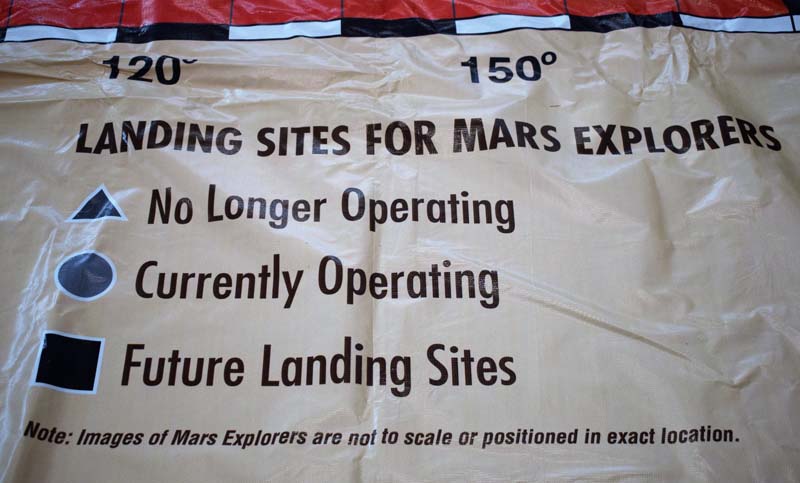 120° 150°
LANDING SITES FOR MARS EXPLORERS
No Longer Operating
Currently Operating
Future Landing Sites
Note: Images of Mars Explorers are not to scale or positioned in exact location.